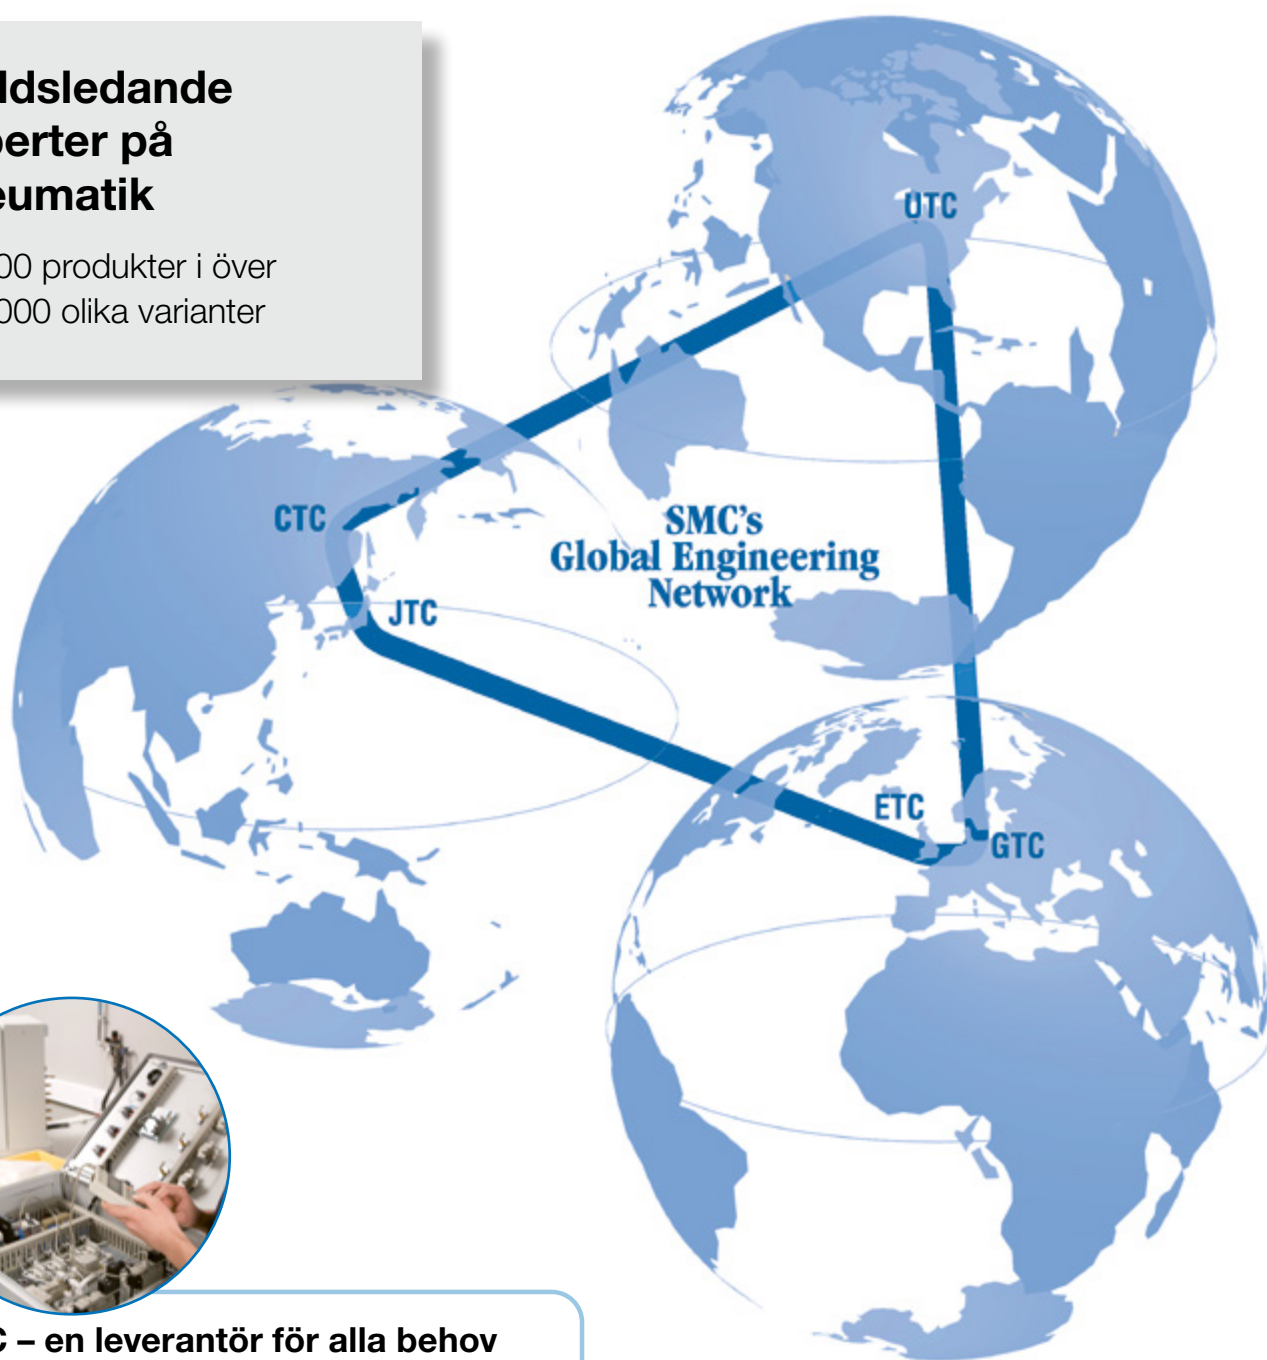 ldsledande
erter på
eumatik
00 produkter i över
000 olika varianter
UTC
CTC
SMC's
Global Engineering
Network
JTC
ETC
GTC
– en leverantör för alla behov